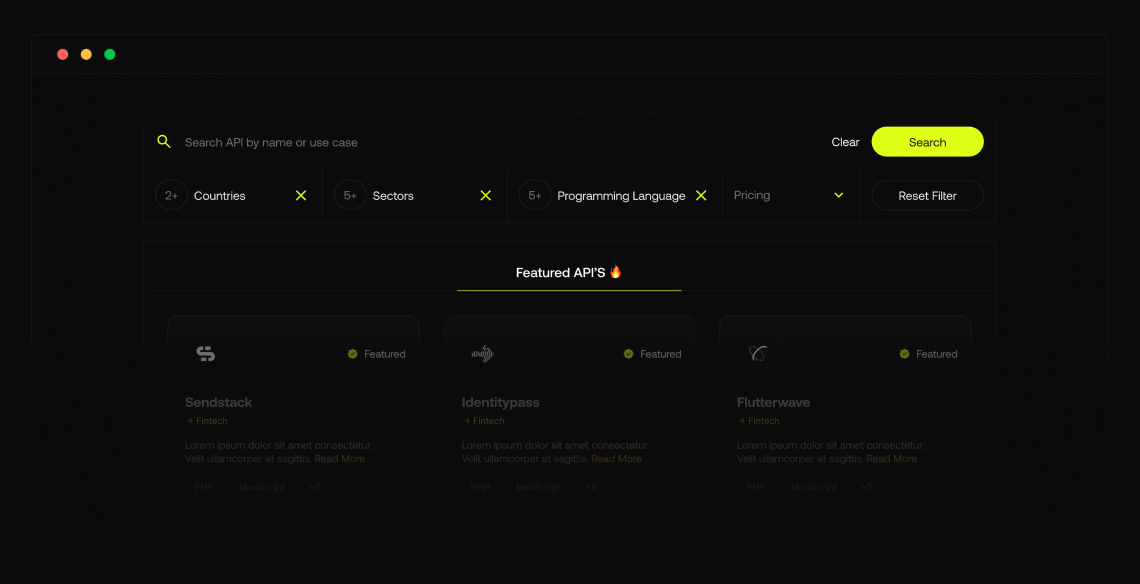 Search API by name or use case
Clear
Search
2+ Countries
5+ Sectors
5+ Programming Language
Pricing
Reset Filter
Featured API'S 🔥
Featured
Featured
Featured
Sendstack
→ Fintech
Lorem ipsum dolor sit amet consectetur.
Velit ullamcorper at sagittis. Read More
PHP JavaScript +5
Identitypass
→ Fintech
Lorem ipsum dolor sit amet consectetur.
Velit ullamcorper at sagittis. Read More
PHP JavaScript +5
Flutterwave
→ Fintech
Lorem ipsum dolor sit amet consectetur.
Velit ullamcorper at sagittis. Read More
PHP JavaScript +5